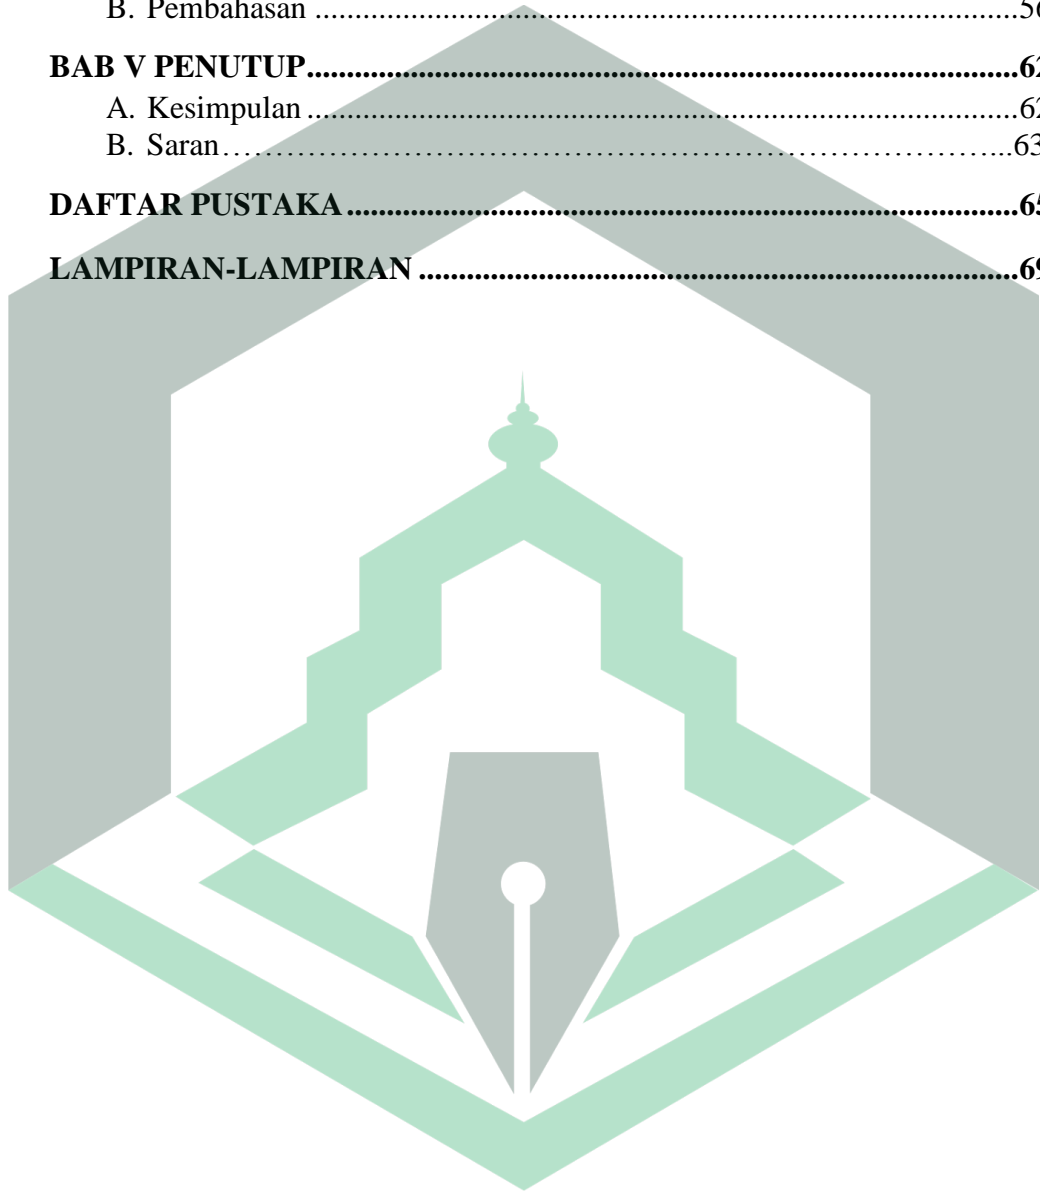 B. Pembahasan ........................................................................................56
BAB V PENUTUP................................................................................................62
A. Kesimpulan ........................................................................................62
B. Saran…………………………………………………………………...63
DAFTAR PUSTAKA............................................................................................65
LAMPIRAN-LAMPIRAN ...................................................................................69